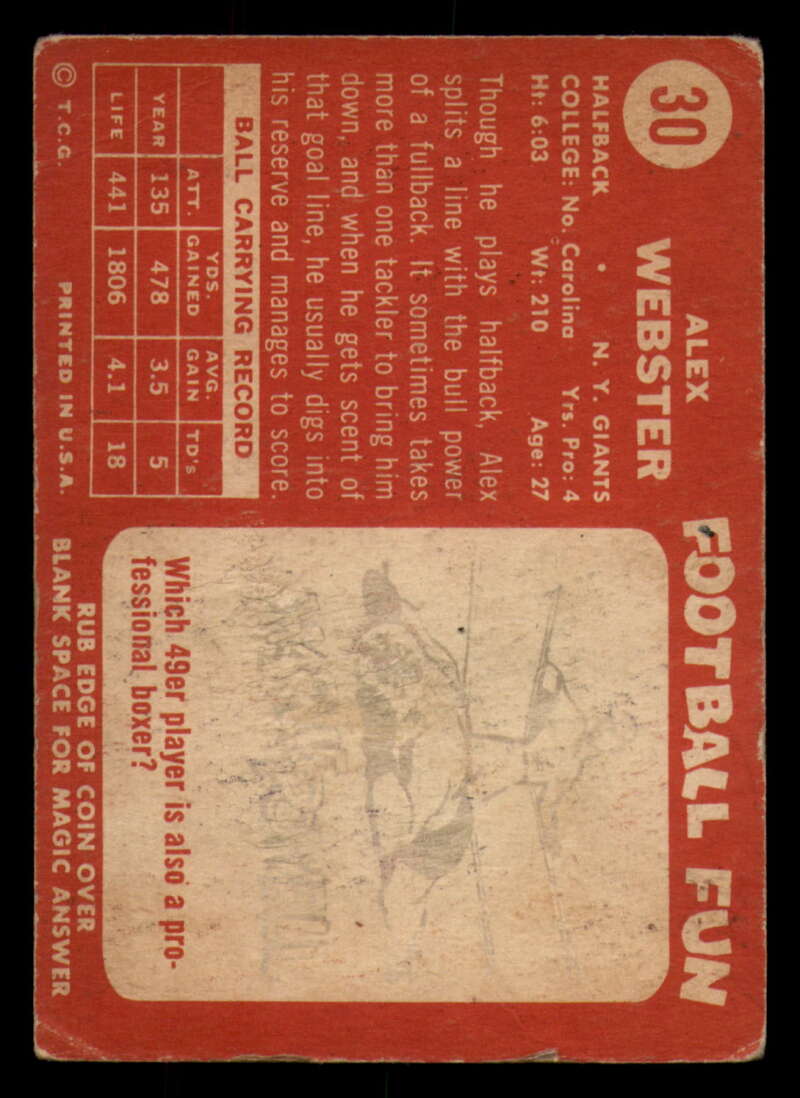 30
ALEX
WEBSTER
HALFBACK • N. Y. GIANTS
COLLEGE: No. Carolina Yrs. Pro: 4
Ht: 6:03 Wt: 210 Age: 27
Though he plays halfback, Alex
splits a line with the bull power
of a fullback. It sometimes takes
more than one tackler to bring him
down, and when he gets scent of
that goal line, he usually digs into
his reserve and manages to score.
BALL CARRYING RECORD
ATT. YDS. GAINED AVG. GAIN TD's
YEAR 135 478 3.5 5
LIFE 441 1806 4.1 18
© T.C.G. PRINTED IN U.S.A.
FOOTBALL FUN
Which 49er player is also a pro-
fessional boxer?
RUB EDGE OF COIN OVER
BLANK SPACE FOR MAGIC ANSWER